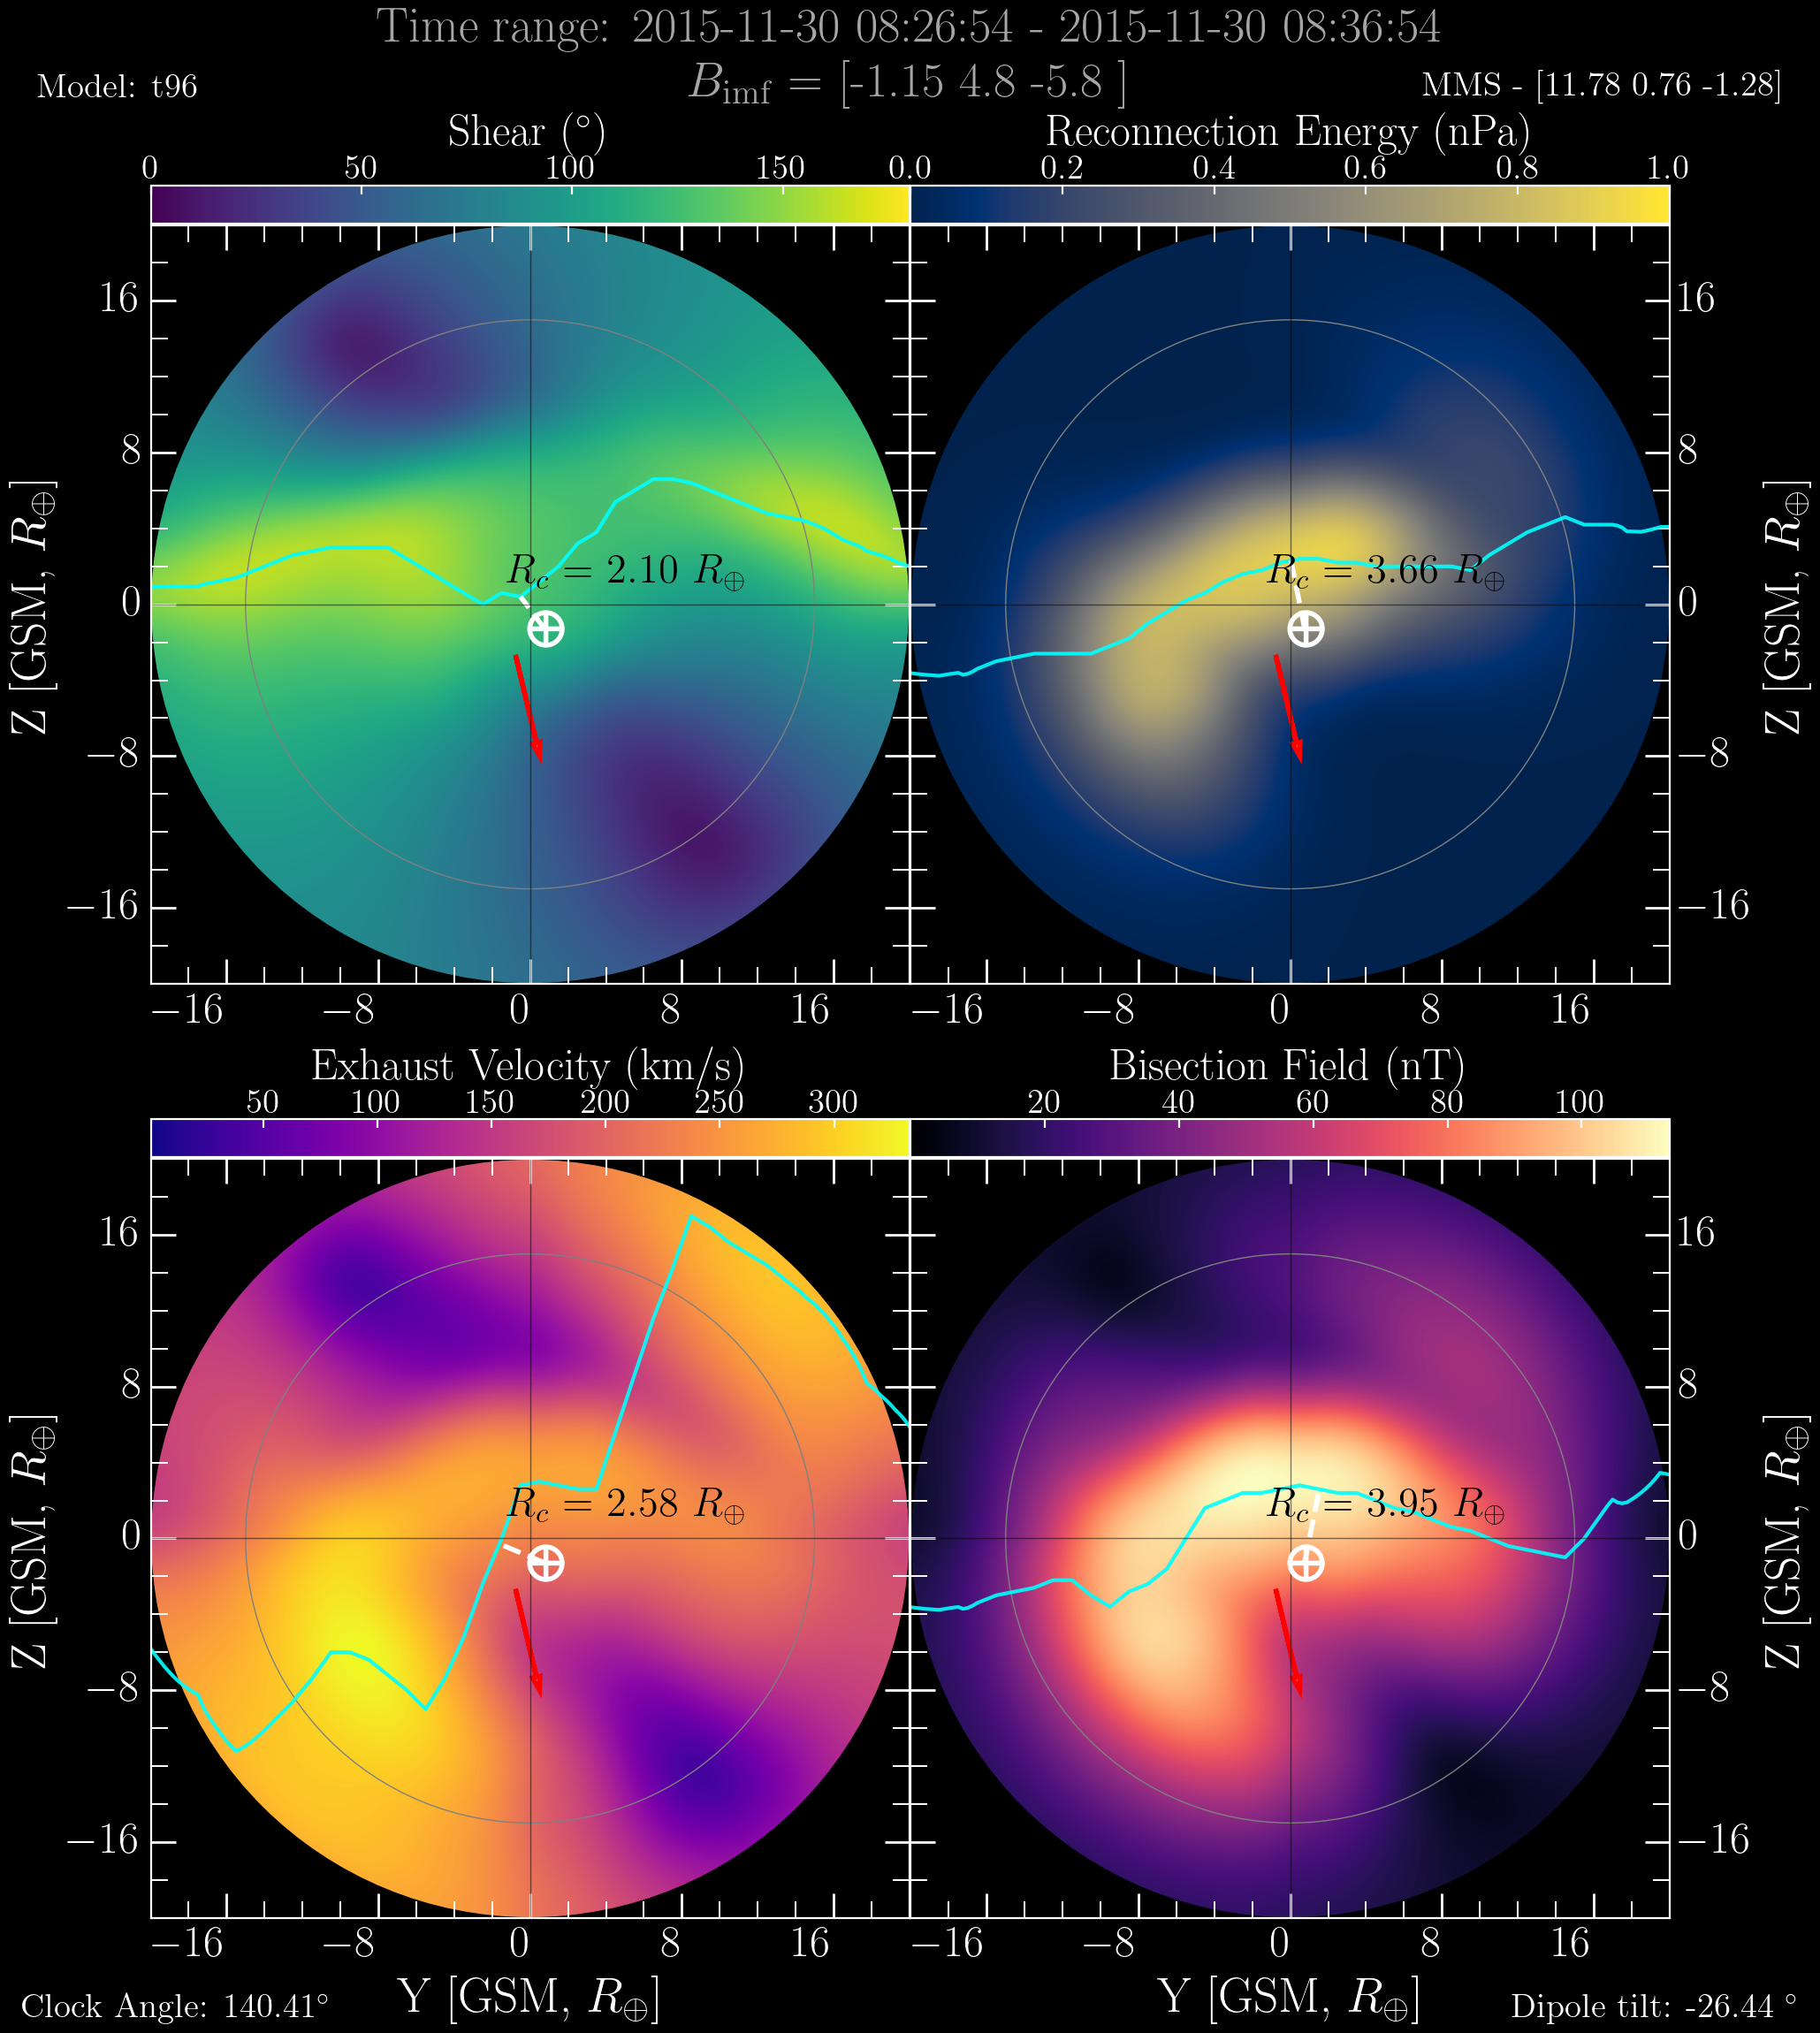 Time range: 2015-11-30 08:26:54 - 2015-11-30 08:36:54
Model: t96
B_imf = [-1.15 4.8 -5.8 ]
MMS - [11.78 0.76 -1.28]
Shear (°)
Reconnection Energy (nPa)
0 50 100 150
0.0 0.2 0.4 0.6 0.8 1.0
Z [GSM, R⊕]
16
8
0
−8
−16
R_c = 2.10 R⊕
−16 −8 0 8 16
R_c = 3.66 R⊕
16
8
0
−8
−16
Z [GSM, R⊕]
−16 −8 0 8 16
Exhaust Velocity (km/s)
Bisection Field (nT)
50 100 150 200 250 300
20 40 60 80 100
Z [GSM, R⊕]
16
8
0
−8
−16
R_c = 2.58 R⊕
−16 −8 0 8 16
Y [GSM, R⊕]
R_c = 3.95 R⊕
16
8
0
−8
−16
Z [GSM, R⊕]
−16 −8 0 8 16
Y [GSM, R⊕]
Clock Angle: 140.41°
Dipole tilt: -26.44 °